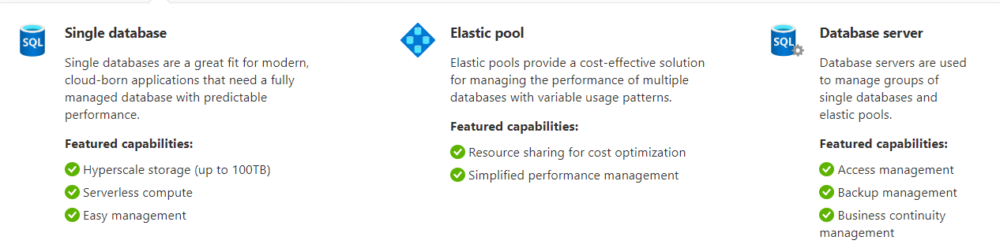 SQL
Single database
Single databases are a great fit for modern,
cloud-born applications that need a fully
managed database with predictable
performance.
Featured capabilities:
Hyperscale storage (up to 100TB)
Serverless compute
Easy management
Elastic pool
Elastic pools provide a cost-effective solution
for managing the performance of multiple
databases with variable usage patterns.
Featured capabilities:
Resource sharing for cost optimization
Simplified performance management
SQL
Database server
Database servers are used
to manage groups of
single databases and
elastic pools.
Featured capabilities:
Access management
Backup management
Business continuity
management